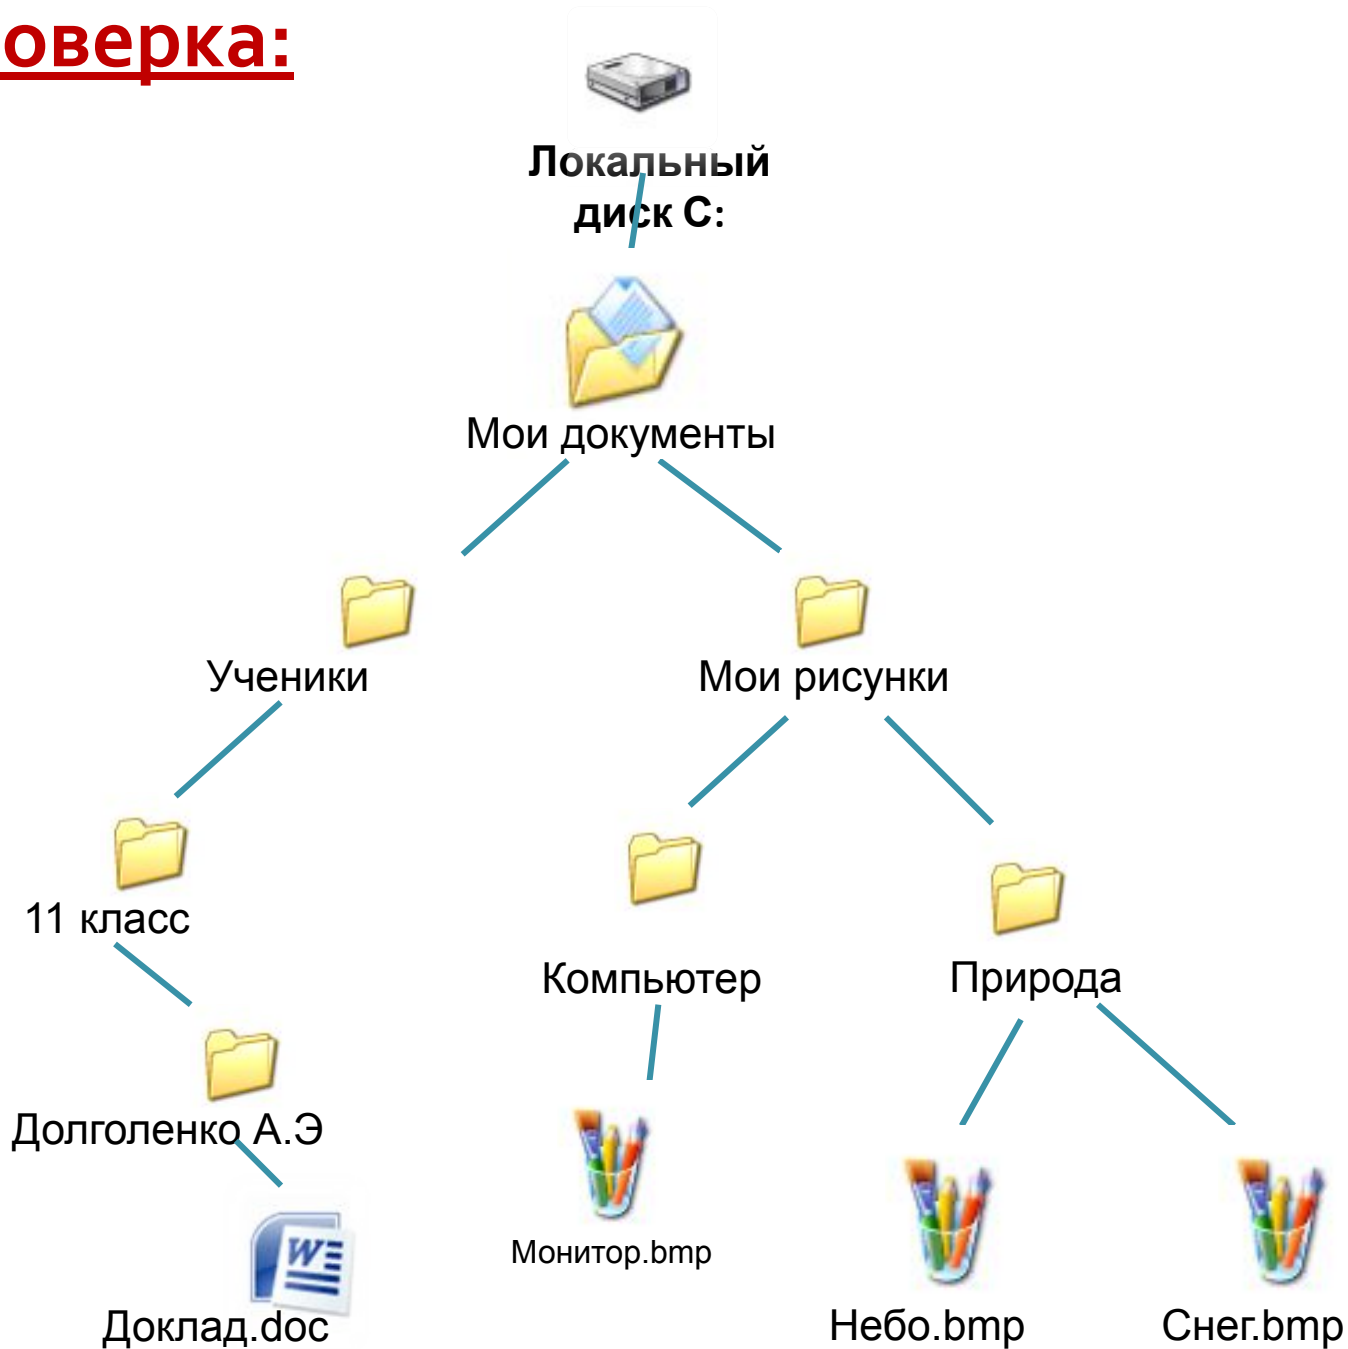 оверка:
Локальный
диск С:
Мои документы
Ученики
Мои рисунки
11 класс
Компьютер
Природа
Долголенко А.Э
Монитор.bmp
Доклад.doc
Небо.bmp
Снег.bmp